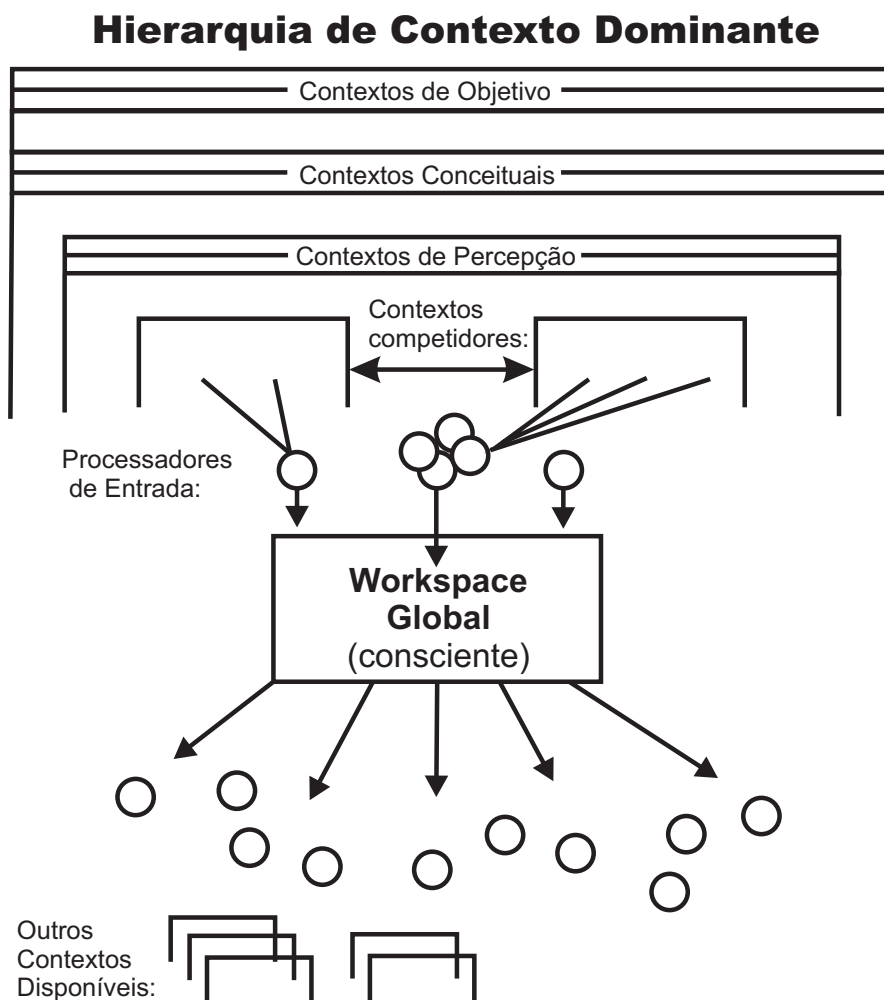 Hierarquia de Contexto Dominante
Contextos de Objetivo
Contextos Conceituais
Contextos de Percepção
Contextos
competidores:
Processadores
de Entrada:
Workspace
Global
(consciente)
Outros
Contextos
Disponíveis: